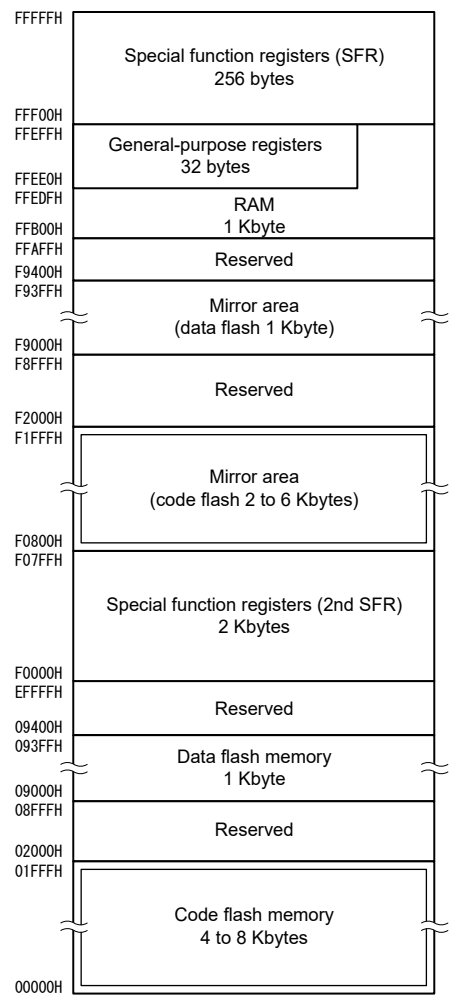 FFFFFH
Special function registers (SFR)
256 bytes
FFF00H
FFEFFH
General-purpose registers
32 bytes
FFEE0H
FFEDFH
RAM
1 Kbyte
FFB00H
FFAFFH
Reserved
F9400H
F93FFH
Mirror area
(data flash 1 Kbyte)
F9000H
F8FFFH
Reserved
F2000H
F1FFFH
Mirror area
(code flash 2 to 6 Kbytes)
F0800H
F07FFH
Special function registers (2nd SFR)
2 Kbytes
F0000H
EFFFFH
Reserved
09400H
093FFH
Data flash memory
1 Kbyte
09000H
08FFFH
Reserved
02000H
01FFFH
Code flash memory
4 to 8 Kbytes
00000H